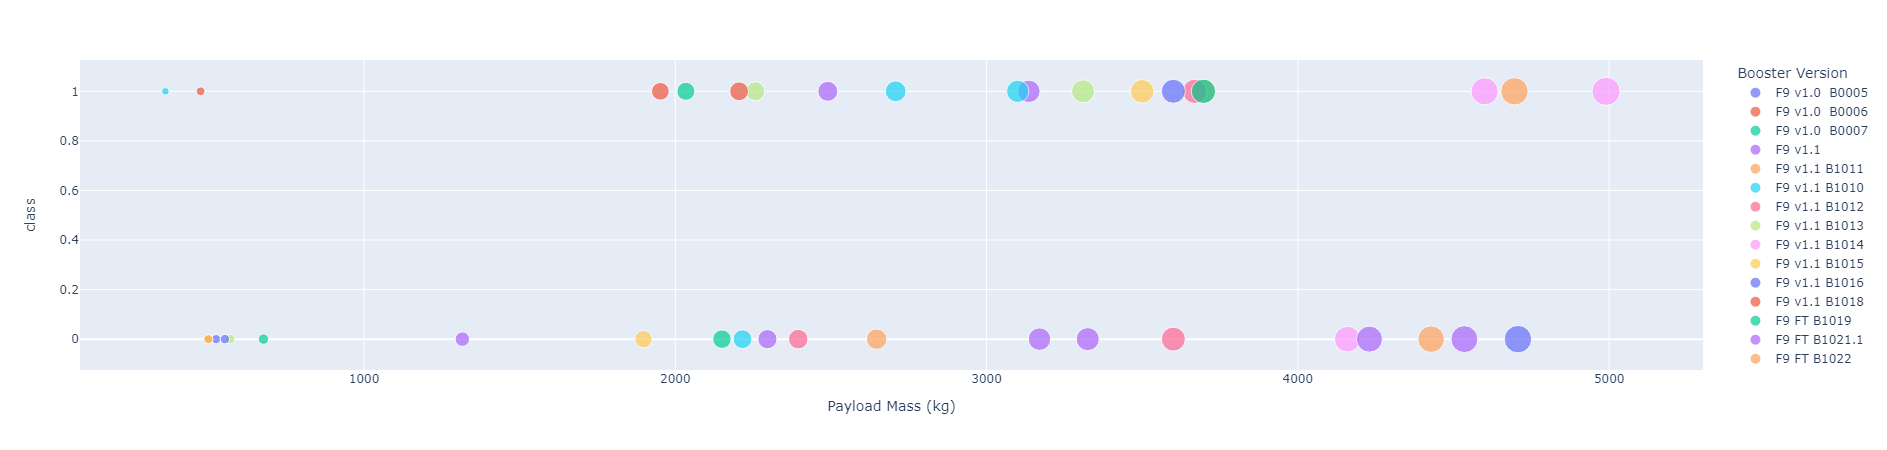 Booster Version
F9 v1.0  B0005
F9 v1.0  B0006
F9 v1.0  B0007
F9 v1.1
F9 v1.1 B1011
F9 v1.1 B1010
F9 v1.1 B1012
F9 v1.1 B1013
F9 v1.1 B1014
F9 v1.1 B1015
F9 v1.1 B1016
F9 v1.1 B1018
F9 FT B1019
F9 FT B1021.1
F9 FT B1022
1
0.8
0.6
0.4
0.2
0
class
1000 2000 3000 4000 5000
Payload Mass (kg)